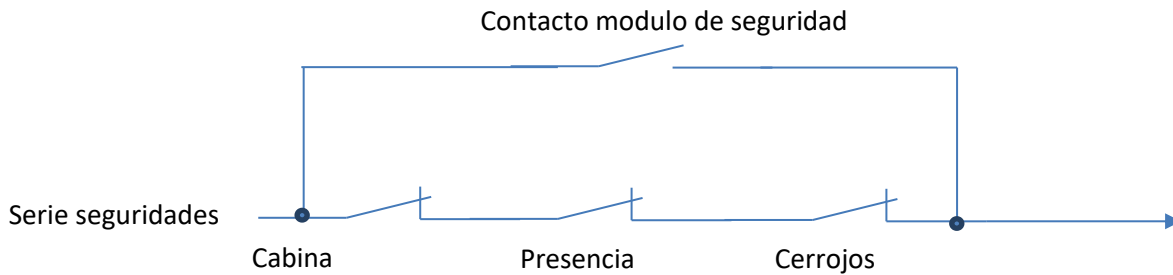 Contacto modulo de seguridad
Serie seguridades
Cabina
Presencia
Cerrojos